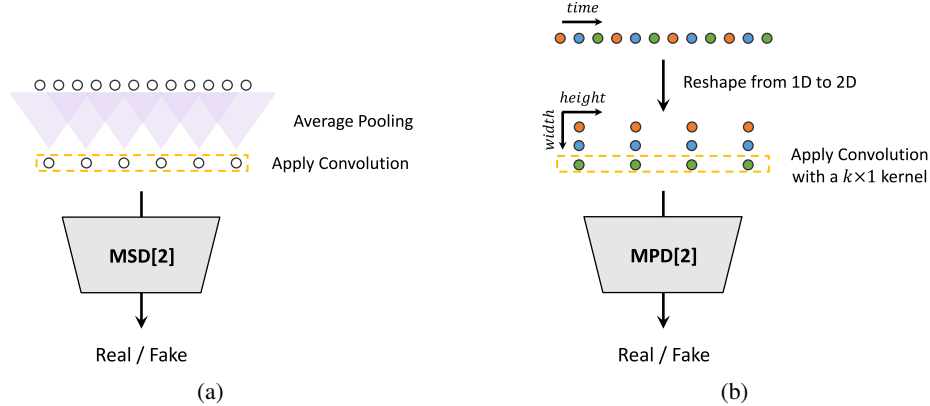 Average Pooling
Apply Convolution
MSD[2]
Real / Fake
(a)
time
Reshape from 1D to 2D
height
width
Apply Convolution
with a k×1 kernel
MPD[2]
Real / Fake
(b)